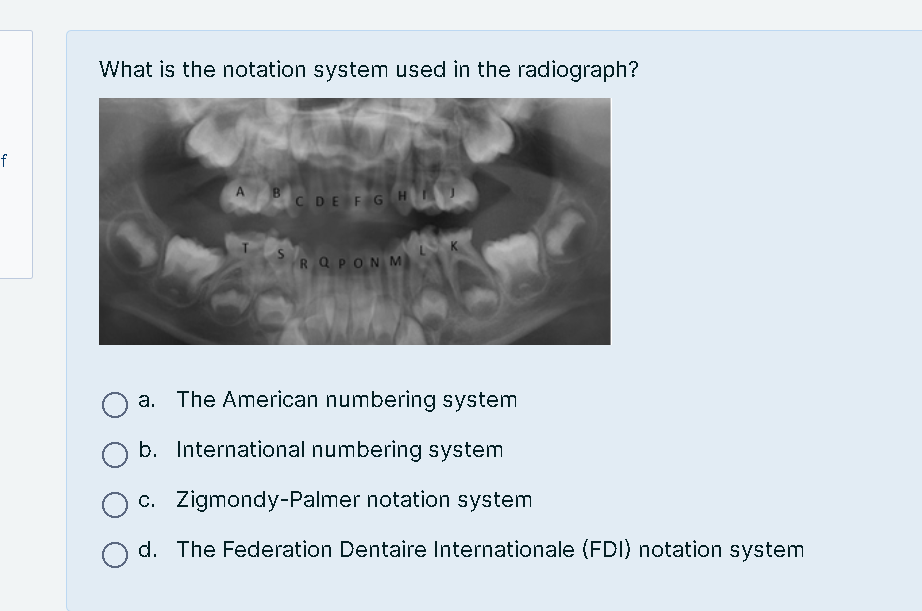 f
What is the notation system used in the radiograph?
A B C D E F G H I J
T S R Q P O N M L K
a. The American numbering system
b. International numbering system
c. Zigmondy-Palmer notation system
d. The Federation Dentaire Internationale (FDI) notation system